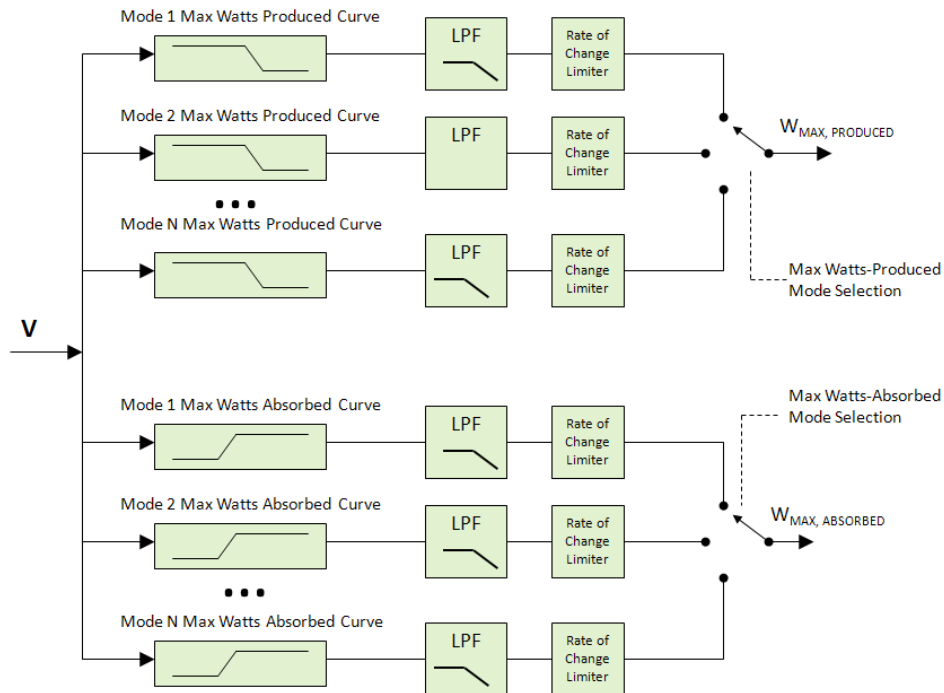 Mode 1 Max Watts Produced Curve
LPF
Rate of
Change
Limiter
Mode 2 Max Watts Produced Curve
LPF
Rate of
Change
Limiter
W MAX, PRODUCED
...
Mode N Max Watts Produced Curve
LPF
Rate of
Change
Limiter
Max Watts-Produced
Mode Selection
V
Mode 1 Max Watts Absorbed Curve
LPF
Rate of
Change
Limiter
Max Watts-Absorbed
Mode Selection
Mode 2 Max Watts Absorbed Curve
LPF
Rate of
Change
Limiter
W MAX, ABSORBED
...
Mode N Max Watts Absorbed Curve
LPF
Rate of
Change
Limiter